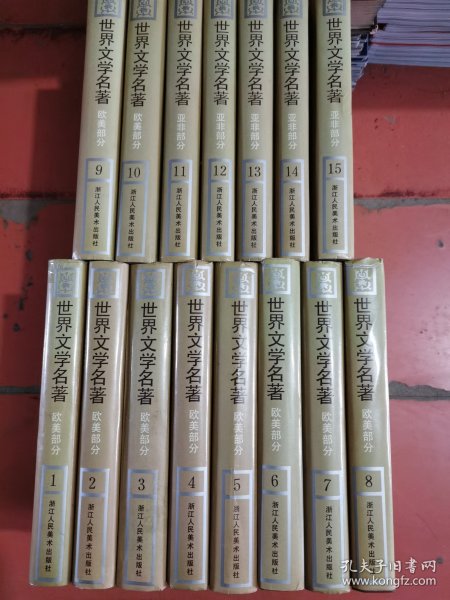 世界文学名著 欧美部分 9 浙江人民美术出版社
世界文学名著 欧美部分 10 浙江人民美术出版社
世界文学名著 亚非部分 11 浙江人民美术出版社
世界文学名著 亚非部分 12 浙江人民美术出版社
世界文学名著 亚非部分 13 浙江人民美术出版社
世界文学名著 亚非部分 14 浙江人民美术出版社
世界文学名著 亚非部分 15 浙江人民美术出版社
世界文学名著 欧美部分 1 浙江人民美术出版社
世界文学名著 欧美部分 2 浙江人民美术出版社
世界文学名著 欧美部分 3 浙江人民美术出版社
世界文学名著 欧美部分 4 浙江人民美术出版社
世界文学名著 欧美部分 5 浙江人民美术出版社
世界文学名著 欧美部分 6 浙江人民美术出版社
世界文学名著 欧美部分 7 浙江人民美术出版社
世界文学名著 欧美部分 8 浙江人民美术出版社
孔夫子旧书网
www.kongfz.com